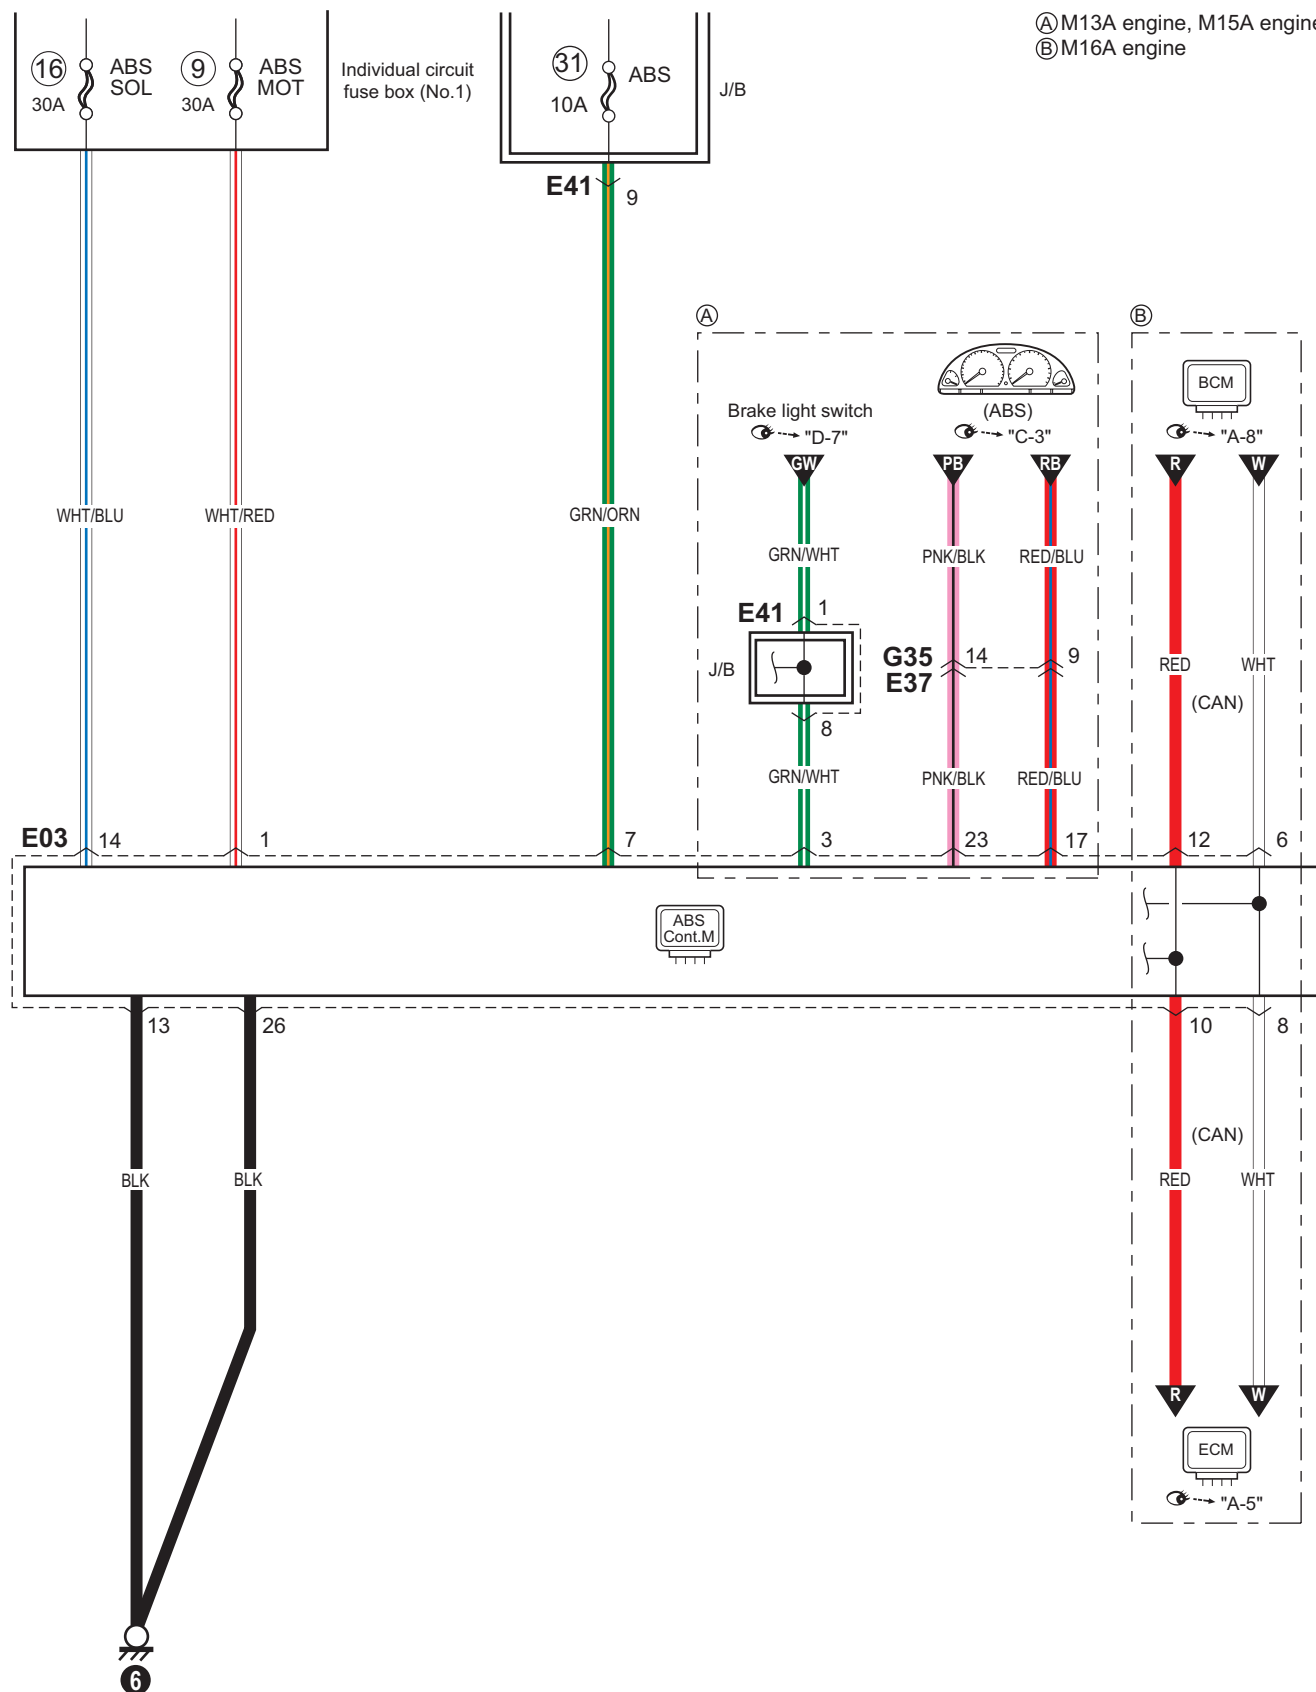 Ⓐ M13A engine, M15A engine
Ⓑ M16A engine
16 ABS SOL
30A
9 ABS MOT
30A
Individual circuit
fuse box (No.1)
31 ABS
10A
J/B
E41 9
A
B
BCM
Brake light switch
"D-7"
(ABS)
"C-3"
"A-8"
GW PB RB R W
WHT/BLU WHT/RED GRN/ORN
GRN/WHT PNK/BLK RED/BLU
E41 1
J/B
8
G35 14 9
E37
RED WHT
(CAN)
GRN/WHT PNK/BLK RED/BLU
E03 14 1 7 3 23 17 12 6
ABS
Cont.M
13 26 10 8
(CAN)
BLK BLK RED WHT
R W
ECM
"A-5"
6